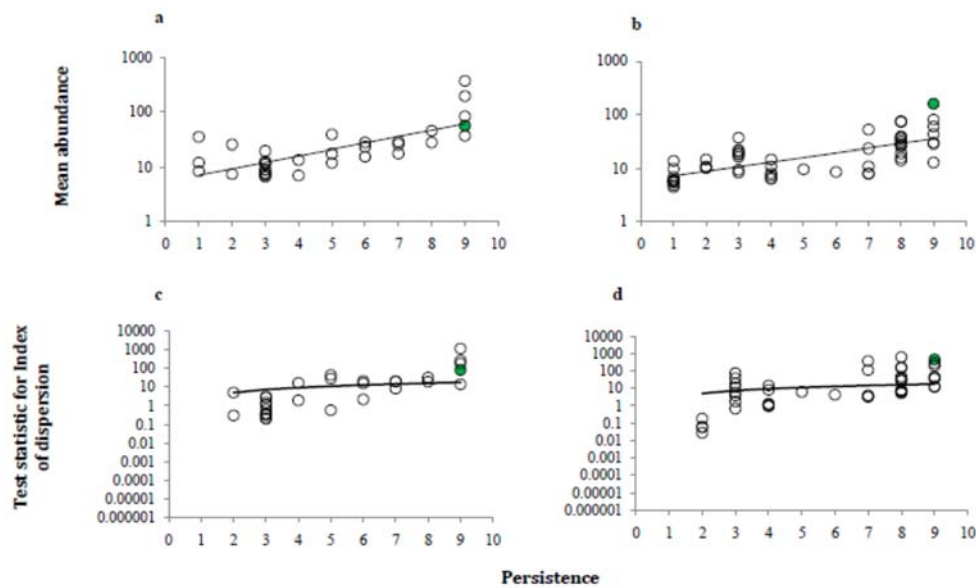 a
b
Mean abundance
1000
100
10
1
0 1 2 3 4 5 6 7 8 9 10
1000
100
10
1
0 1 2 3 4 5 6 7 8 9 10
c
d
Test statistic for Index
of dispersion
10000
1000
100
10
1
0.1
0.01
0.001
0.0001
0.00001
0.000001
0 1 2 3 4 5 6 7 8 9 10
10000
1000
100
10
1
0.1
0.01
0.001
0.0001
0.00001
0.000001
0 1 2 3 4 5 6 7 8 9 10
Persistence